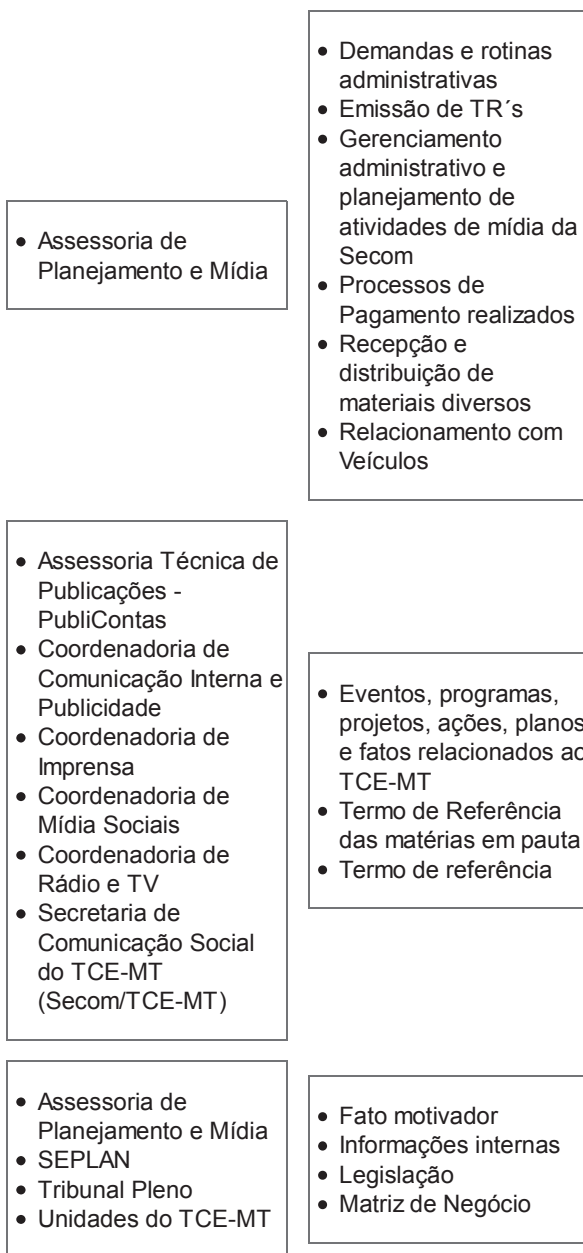 • Assessoria de
Planejamento e Mídia
• Demandas e rotinas
administrativas
• Emissão de TR´s
• Gerenciamento
administrativo e
planejamento de
atividades de mídia da
Secom
• Processos de
Pagamento realizados
• Recepção e
distribuição de
materiais diversos
• Relacionamento com
Veículos
• Assessoria Técnica de
Publicações -
PubliContas
• Coordenadoria de
Comunicação Interna e
Publicidade
• Coordenadoria de
Imprensa
• Coordenadoria de
Mídia Sociais
• Coordenadoria de
Rádio e TV
• Secretaria de
Comunicação Social
do TCE-MT
(Secom/TCE-MT)
• Eventos, programas,
projetos, ações, planos
e fatos relacionados ao
TCE-MT
• Termo de Referência
das matérias em pauta
• Termo de referência
• Assessoria de
Planejamento e Mídia
• SEPLAN
• Tribunal Pleno
• Unidades do TCE-MT
• Fato motivador
• Informações internas
• Legislação
• Matriz de Negócio